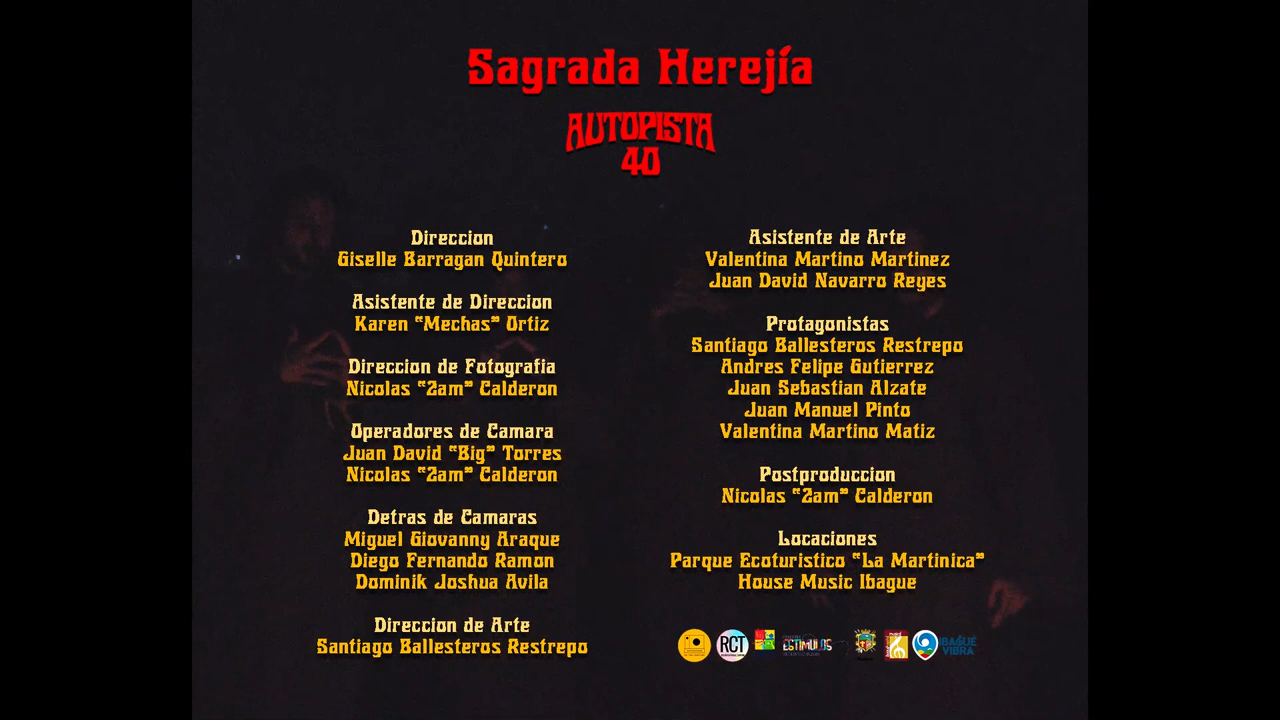 Sagrada Herejía
AUTOPISTA
40
Direccion
Giselle Barragan Quintero
Asistente de Direccion
Karen "Mechas" Ortiz
Direccion de Fotografia
Nicolas "2am" Calderon
Operadores de Camara
Juan David "Big" Torres
Nicolas "2am" Calderon
Detras de Camaras
Miguel Giovanny Araque
Diego Fernando Ramon
Dominik Joshua Avila
Direccion de Arte
Santiago Ballesteros Restrepo
Asistente de Arte
Valentina Martino Martinez
Juan David Navarro Reyes
Protagonistas
Santiago Ballesteros Restrepo
Andres Felipe Gutierrez
Juan Sebastian Alzate
Juan Manuel Pinto
Valentina Martino Matiz
Postproduccion
Nicolas "2am" Calderon
Locaciones
Parque Ecoturistico "La Martinica"
House Music Ibague
RCT
ESTIMULOS
IBAGUÉ
VIBRA